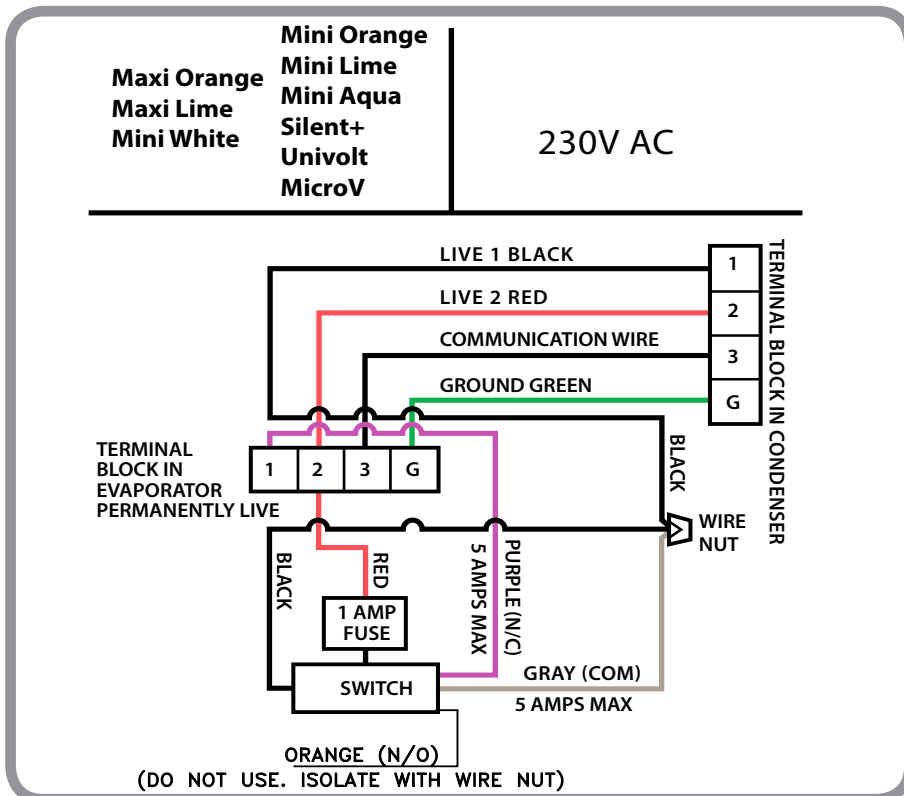 Maxi Orange
Maxi Lime
Mini White
Mini Orange
Mini Lime
Mini Aqua
Silent+
Univolt
MicroV
230V AC
LIVE 1 BLACK
LIVE 2 RED
COMMUNICATION WIRE
GROUND GREEN
1
2
3
G
TERMINAL BLOCK IN CONDENSER
TERMINAL
BLOCK IN
EVAPORATOR
PERMANENTLY LIVE
1 2 3 G
BLACK
WIRE
NUT
BLACK
RED
PURPLE (N/C)
5 AMPS MAX
1 AMP
FUSE
SWITCH
GRAY (COM)
5 AMPS MAX
ORANGE (N/O)
(DO NOT USE. ISOLATE WITH WIRE NUT)